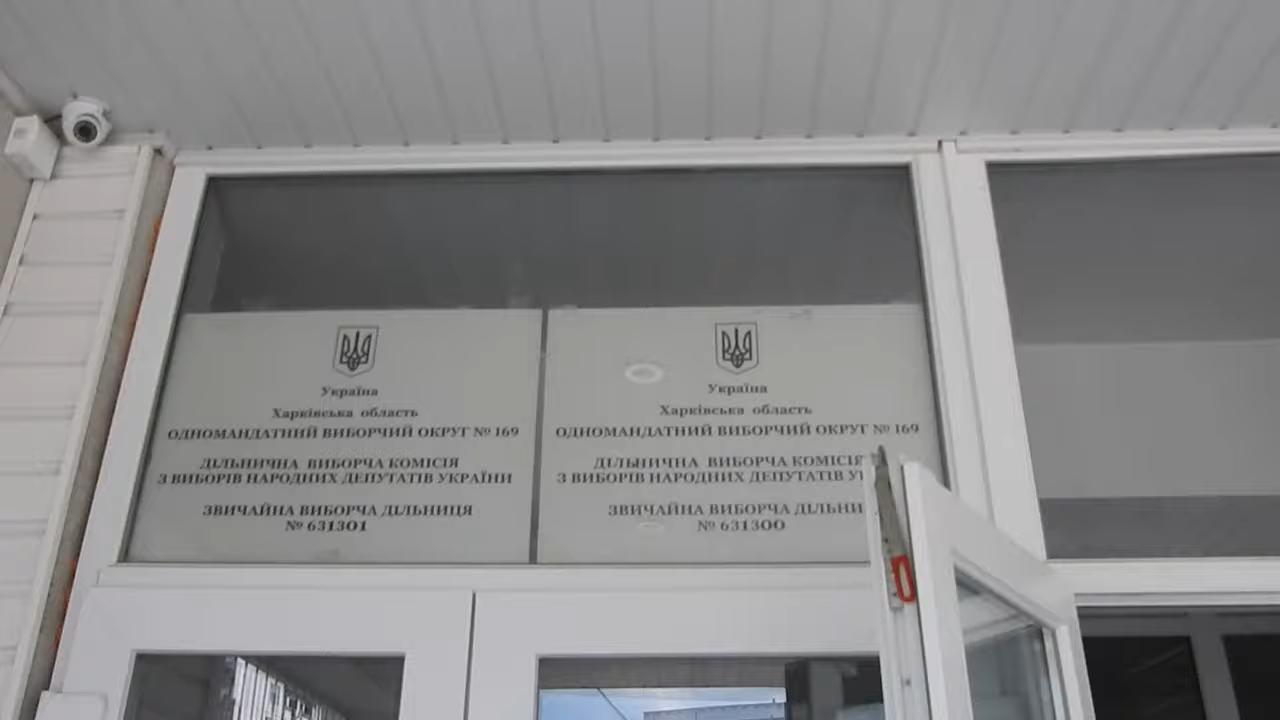 Україна
Харківська область
ОДНОМАНДАТНИЙ ВИБОРЧИЙ ОКРУГ № 169
ДІЛЬНИЧНА ВИБОРЧА КОМІСІЯ
З ВИБОРІВ НАРОДНИХ ДЕПУТАТІВ УКРАЇНИ
ЗВИЧАЙНА ВИБОРЧА ДІЛЬНИЦЯ
№ 631301
Україна
Харківська область
ОДНОМАНДАТНИЙ ВИБОРЧИЙ ОКРУГ № 169
ДІЛЬНИЧНА ВИБОРЧА КОМІСІЯ
З ВИБОРІВ НАРОДНИХ ДЕПУТАТІВ
ЗВИЧАЙНА ВИБОРЧА
№ 631300